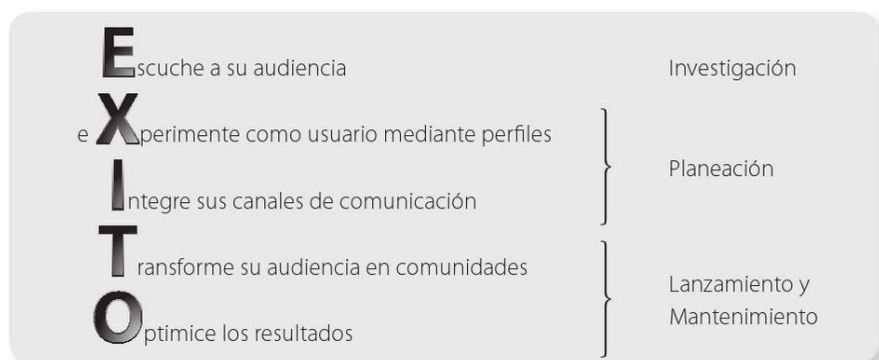 Escuche a su audiencia Investigación
eXperimente como usuario mediante perfiles
Planeación
Integre sus canales de comunicación
Transforme su audiencia en comunidades
Lanzamiento y
Mantenimiento
Optimice los resultados